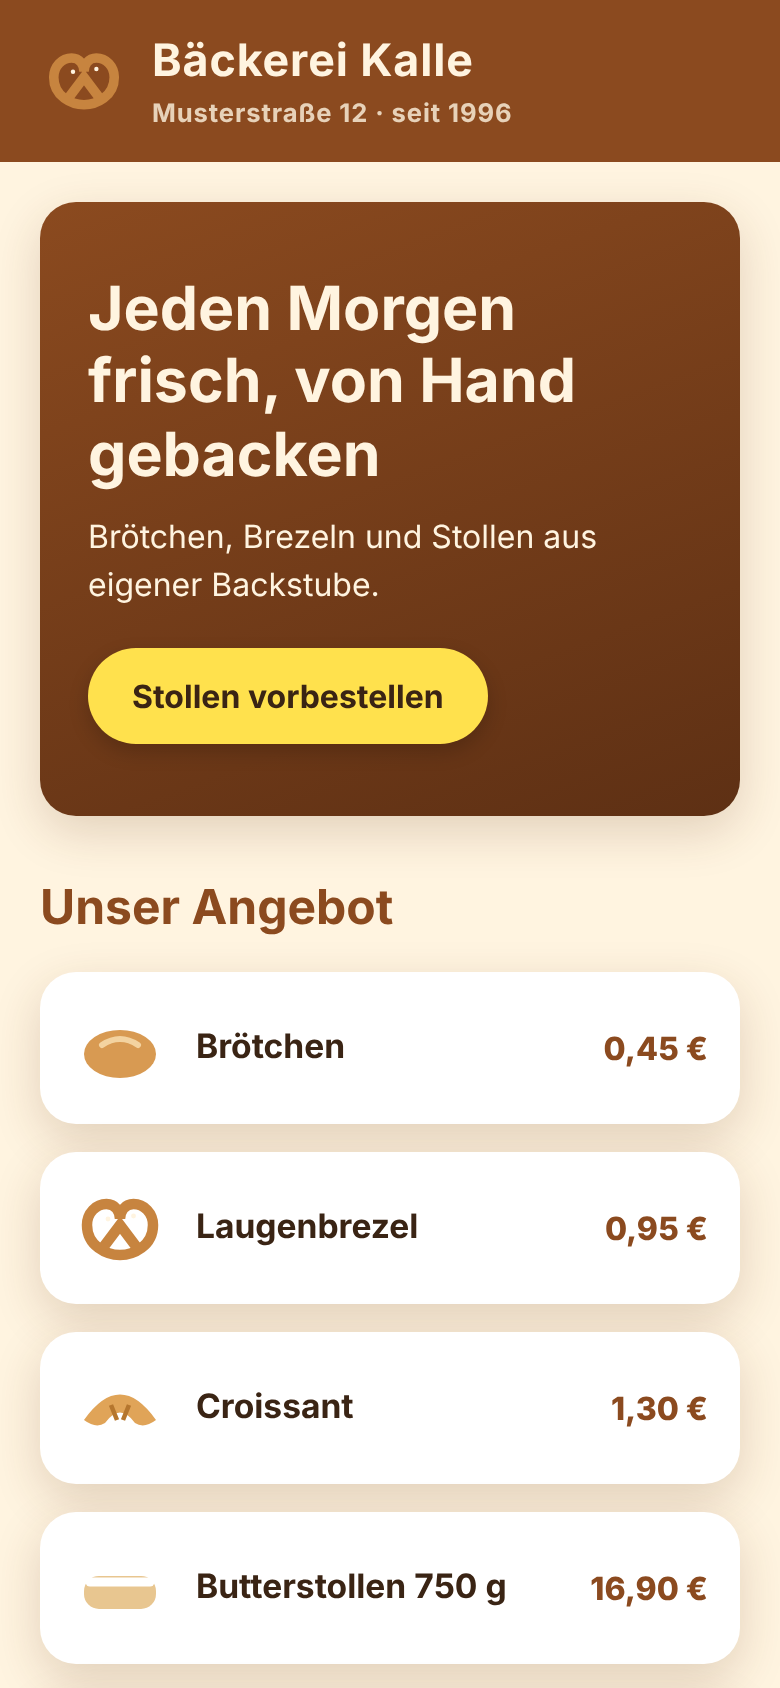 Bäckerei Kalle
Musterstraße 12 · seit 1996
Jeden Morgen
frisch, von Hand
gebacken
Brötchen, Brezeln und Stollen aus
eigener Backstube.
Stollen vorbestellen
Unser Angebot
Brötchen 0,45 €
Laugenbrezel 0,95 €
Croissant 1,30 €
Butterstollen 750 g 16,90 €